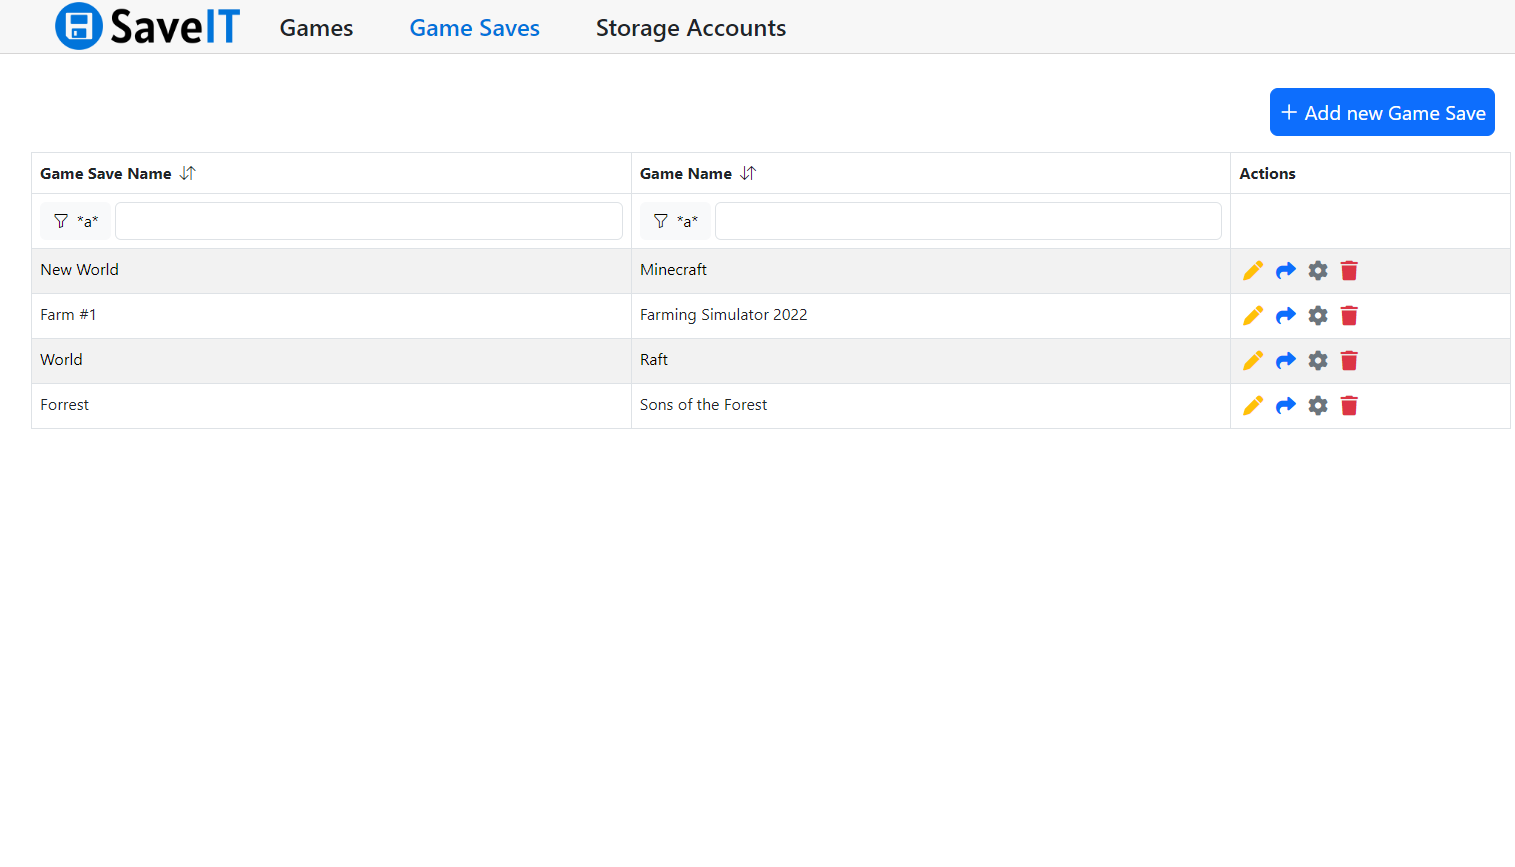 SaveIT Games Game Saves Storage Accounts
+ Add new Game Save
Game Save Name Game Name Actions
*a* *a*
New World Minecraft
Farm #1 Farming Simulator 2022
World Raft
Forrest Sons of the Forest